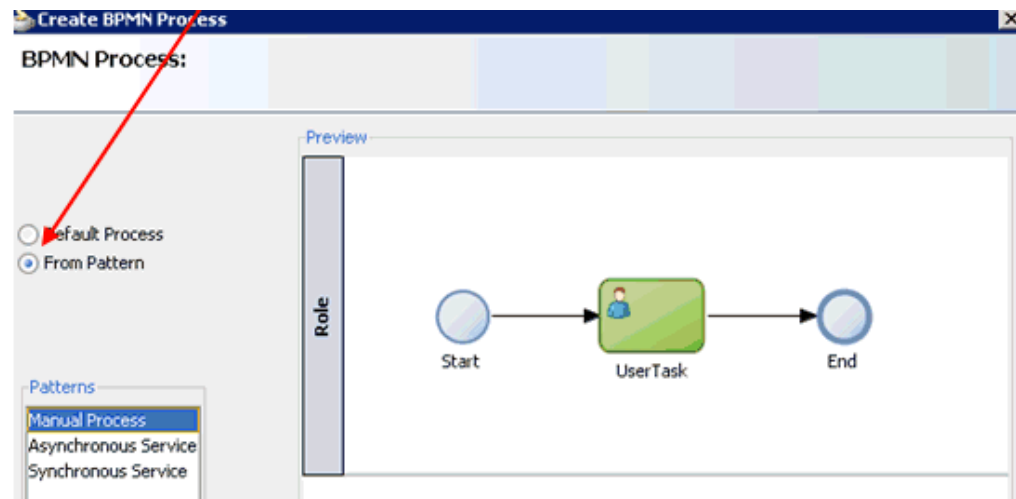 Create BPMN Process
BPMN Process:
Preview
Default Process
From Pattern
Role
Start
UserTask
End
Patterns
Manual Process
Asynchronous Service
Synchronous Service